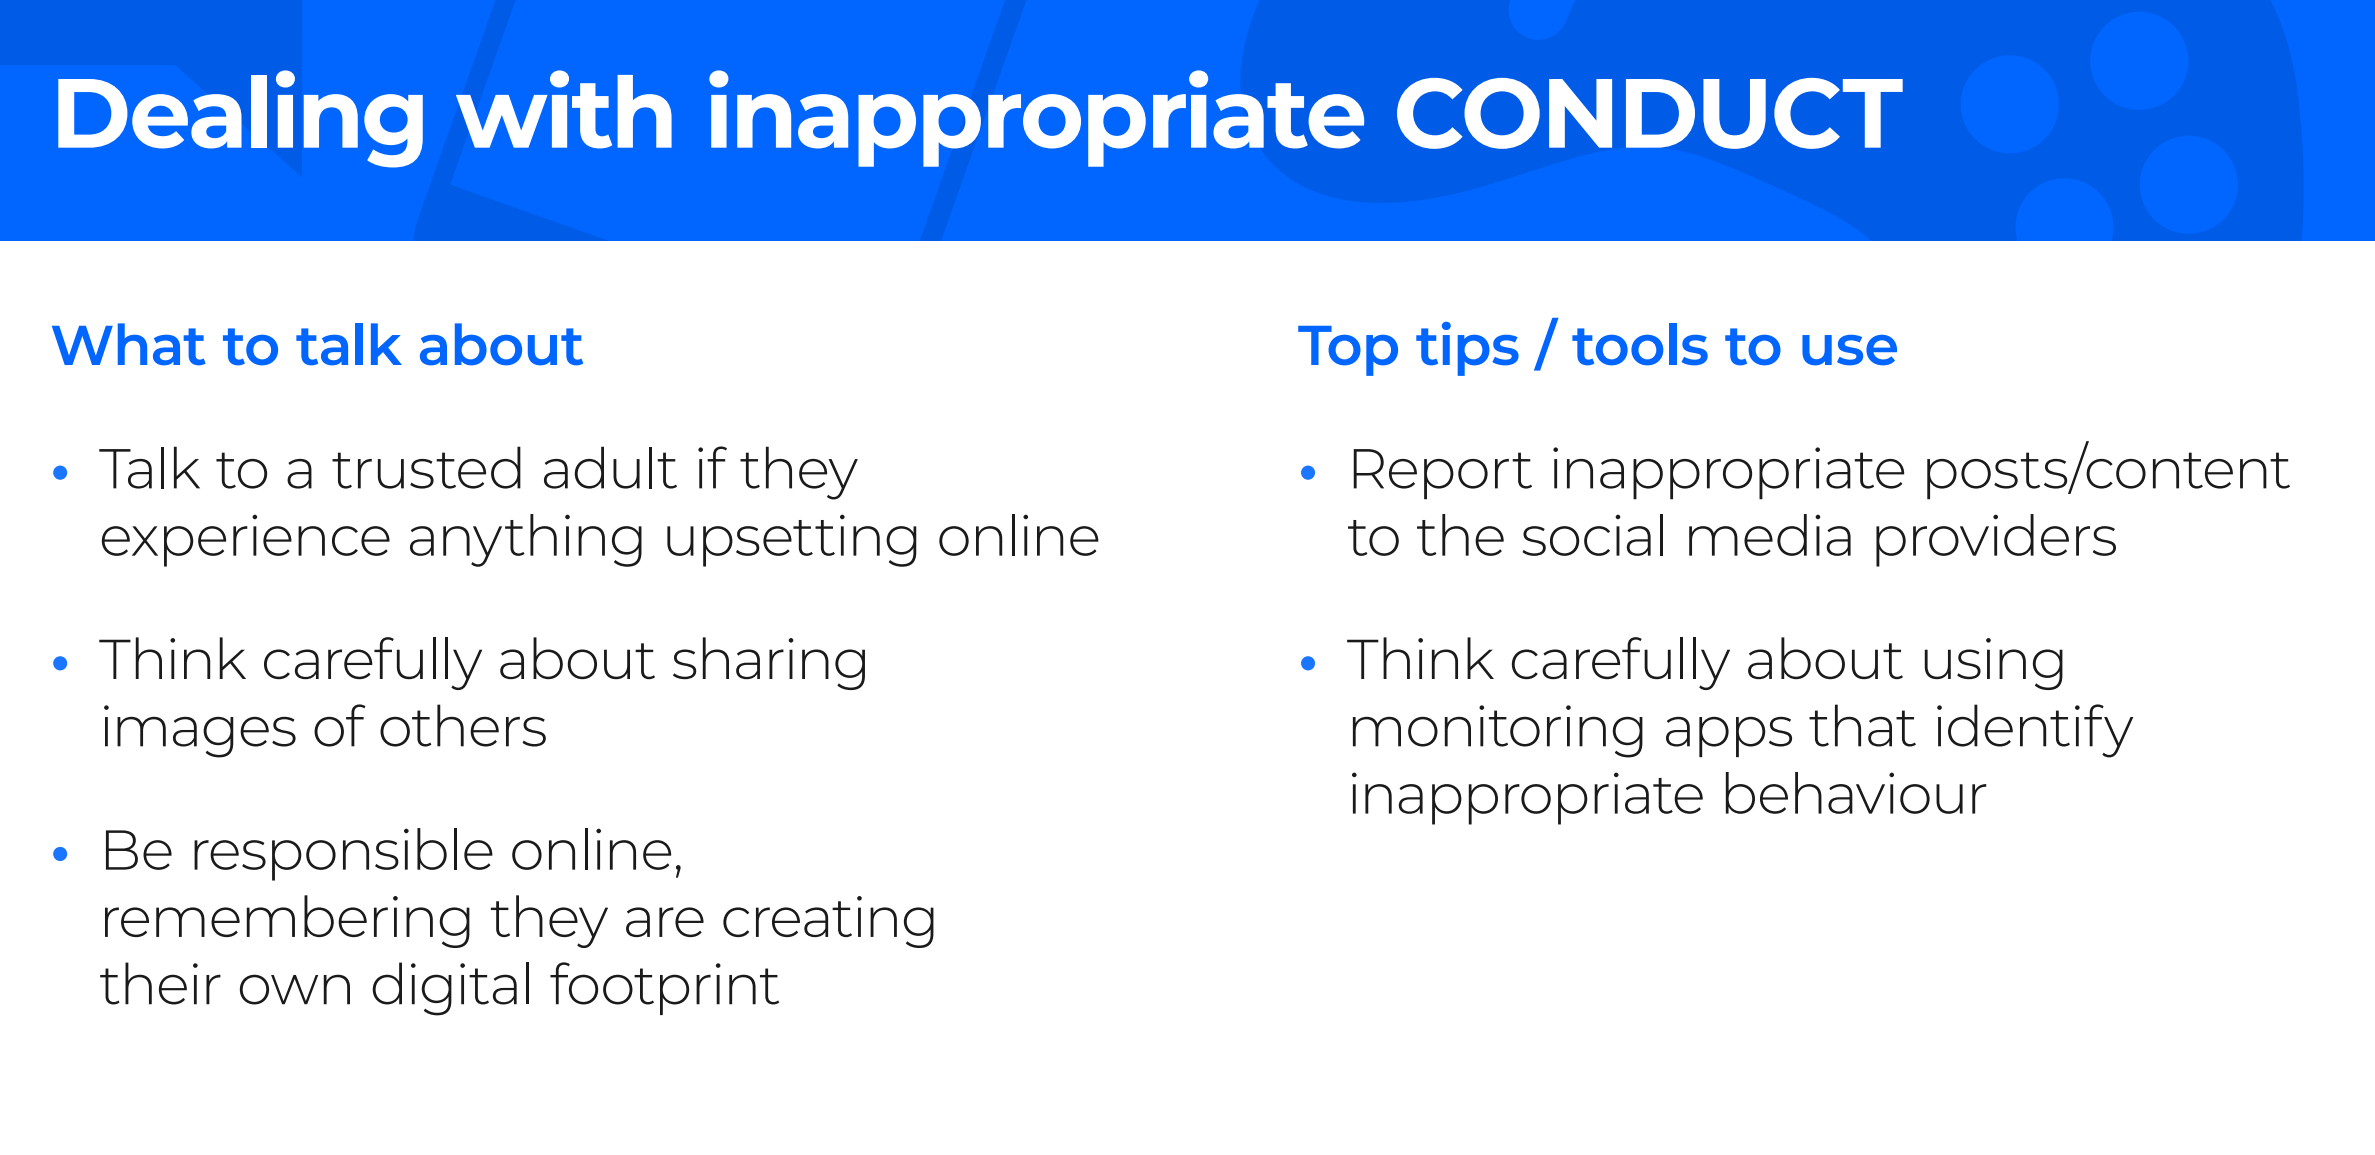 Dealing with inappropriate CONDUCT
What to talk about
• Talk to a trusted adult if they
experience anything upsetting online
• Think carefully about sharing
images of others
• Be responsible online,
remembering they are creating
their own digital footprint
Top tips / tools to use
• Report inappropriate posts/content
to the social media providers
• Think carefully about using
monitoring apps that identify
inappropriate behaviour